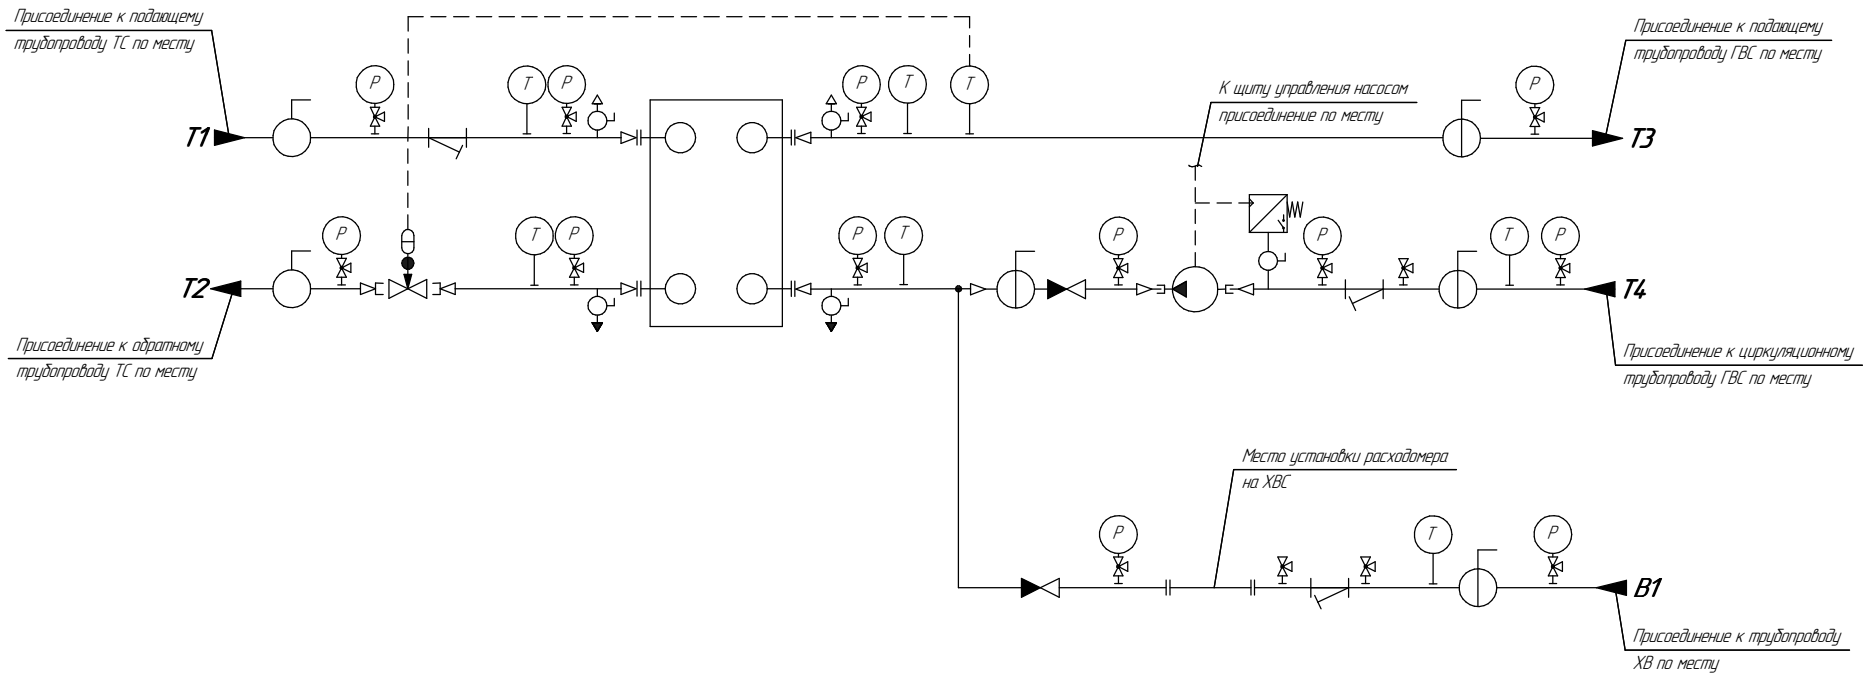 Присоединение к подающему
трубопроводу ТС по месту
Присоединение к подающему
трубопроводу ГВС по месту
К щиту управления насосом
присоединение по месту
P
T
P
P
T
T
P
T1
T3
P
T
P
P
T
P
P
T
P
T2
T4
Присоединение к обратному
трубопроводу ТС по месту
Присоединение к циркуляционному
трубопроводу ГВС по месту
Место установки расходомера
на ХВС
P
T
P
B1
Присоединение к трубопроводу
ХВ по месту